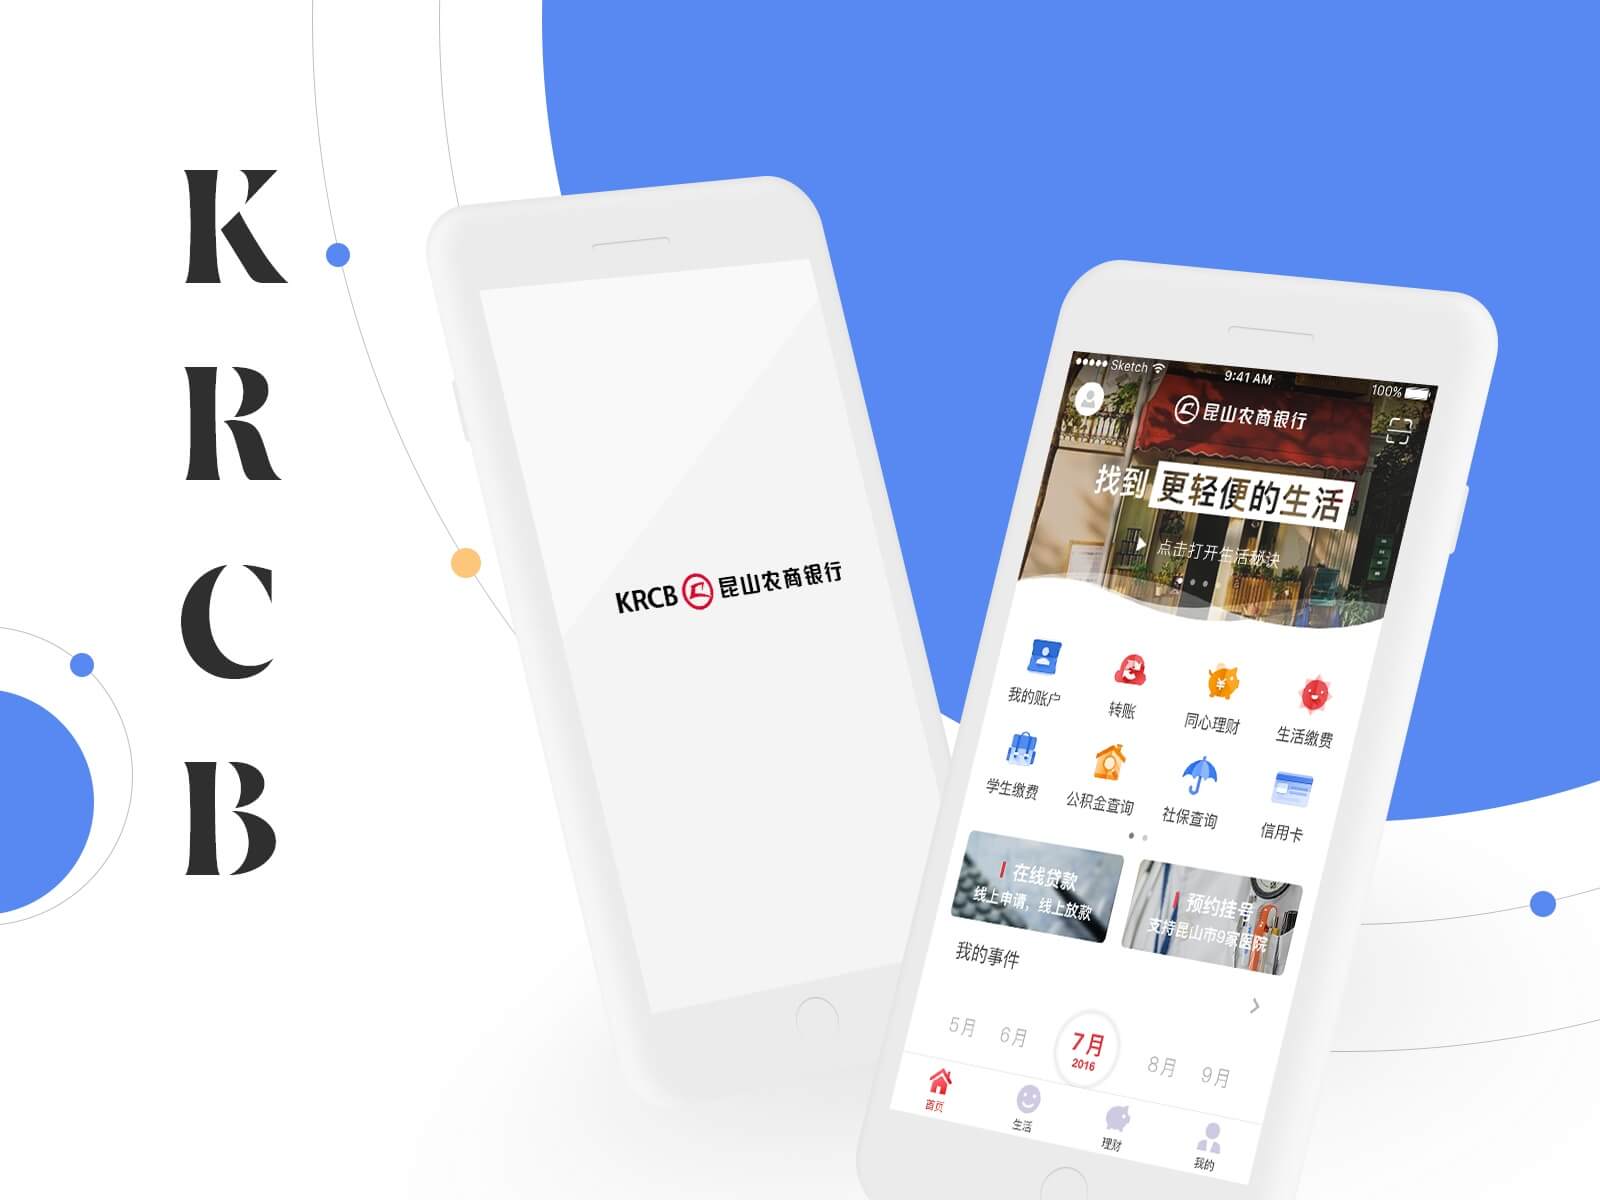 K
R
C
B
KRCB 昆山农商银行
Sketch 9:41 AM 100%
昆山农商银行
找到 更轻便的生活
点击打开生活秘诀
我的账户 转账 同心理财 生活缴费
学生缴费 公积金查询 社保查询 信用卡
在线贷款
线上申请，线上放款
预约挂号
支持昆山市9家医院
我的事件
5月 6月 7月 8月 9月
2016
首页 生活 理财 我的